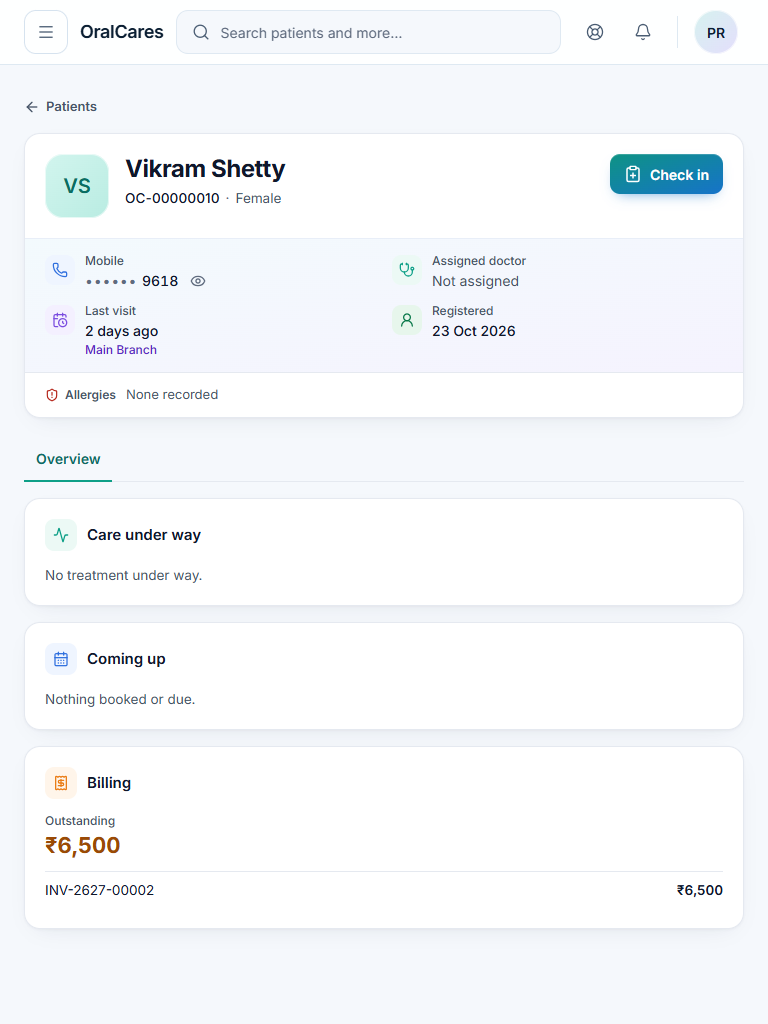 OralCares
Search patients and more...
PR
Patients
VS
Vikram Shetty
OC-00000010 · Female
Check in
Mobile
•••••• 9618
Assigned doctor
Not assigned
Last visit
2 days ago
Main Branch
Registered
23 Oct 2026
Allergies None recorded
Overview
Care under way
No treatment under way.
Coming up
Nothing booked or due.
Billing
Outstanding
₹6,500
INV-2627-00002 ₹6,500